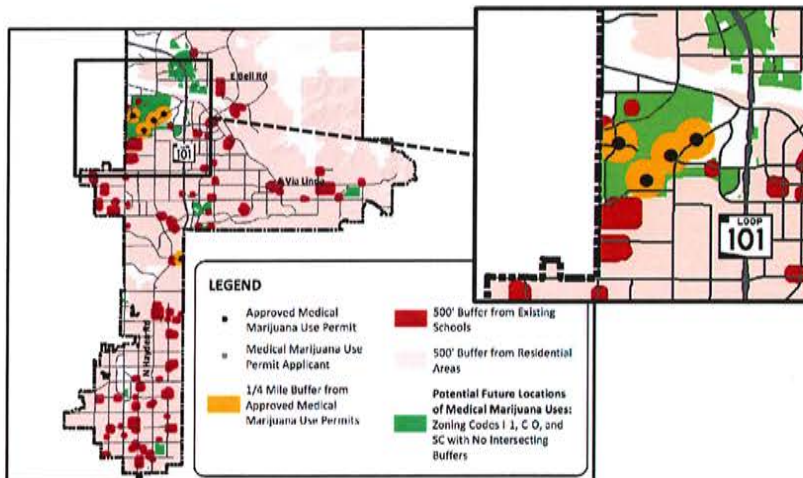 E Bell Rd
LOOP
101
E Via Linda
N Hayden Rd
LOOP
101
LEGEND
Approved Medical
Marijuana Use Permit
Medical Marijuana Use
Permit Applicant
1/4 Mile Buffer from
Approved Medical
Marijuana Use Permits
500' Buffer from Existing
Schools
500' Buffer from Residential
Areas
Potential Future Locations
of Medical Marijuana Uses:
Zoning Codes I 1, C O, and
SC with No Intersecting
Buffers